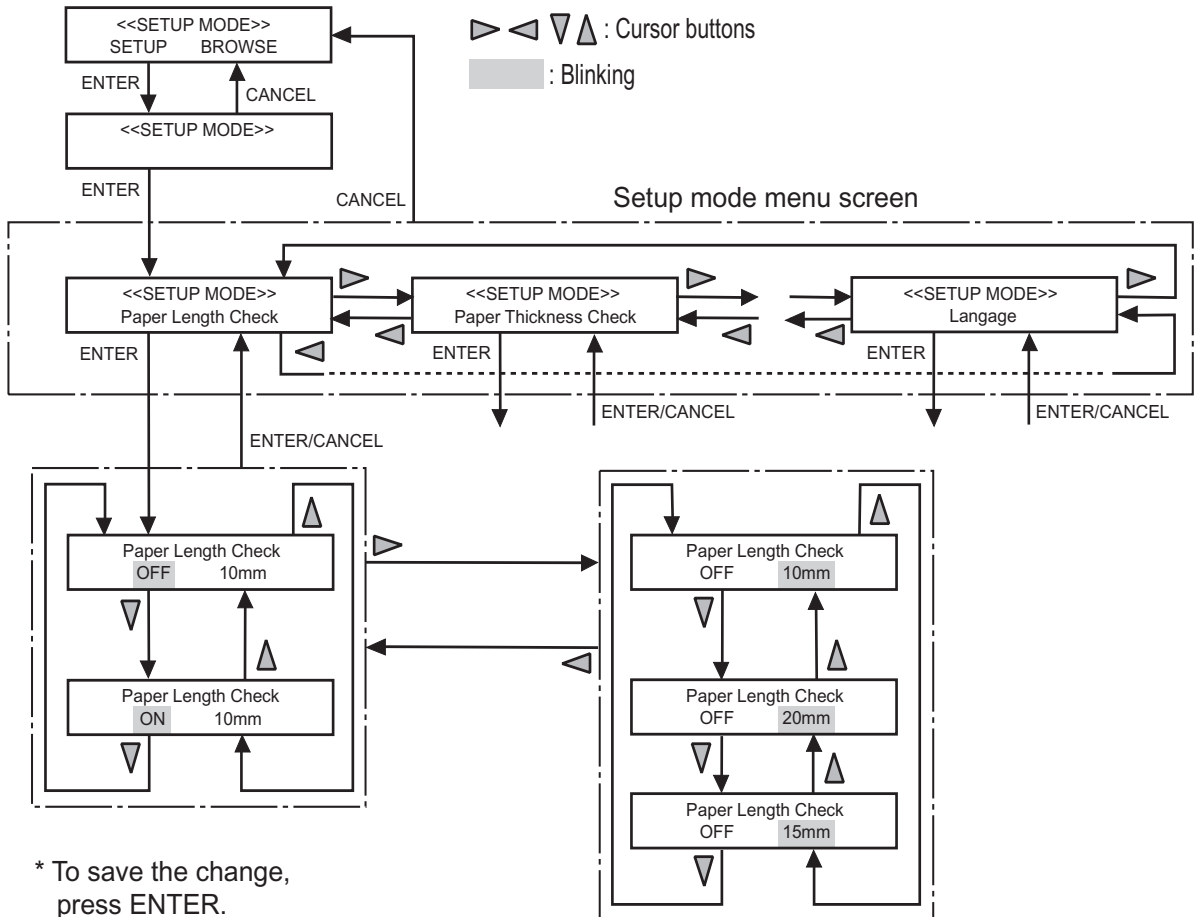 <<SETUP MODE>>
SETUP BROWSE
: Cursor buttons
: Blinking
ENTER
CANCEL
<<SETUP MODE>>
ENTER
CANCEL
Setup mode menu screen
<<SETUP MODE>>
Paper Length Check
<<SETUP MODE>>
Paper Thickness Check
<<SETUP MODE>>
Langage
ENTER
ENTER
ENTER
ENTER/CANCEL
ENTER/CANCEL
ENTER/CANCEL
Paper Length Check
OFF 10mm
Paper Length Check
ON 10mm
Paper Length Check
OFF 10mm
Paper Length Check
OFF 20mm
Paper Length Check
OFF 15mm
* To save the change,
press ENTER.